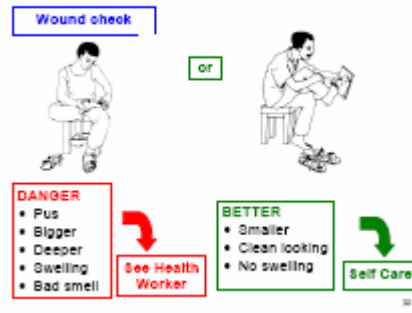 Wound check
or
DANGER
• Pus
• Bigger
• Deeper
• Swelling
• Bad smell
See Health
Worker
BETTER
• Smaller
• Clean looking
• No swelling
Self Care